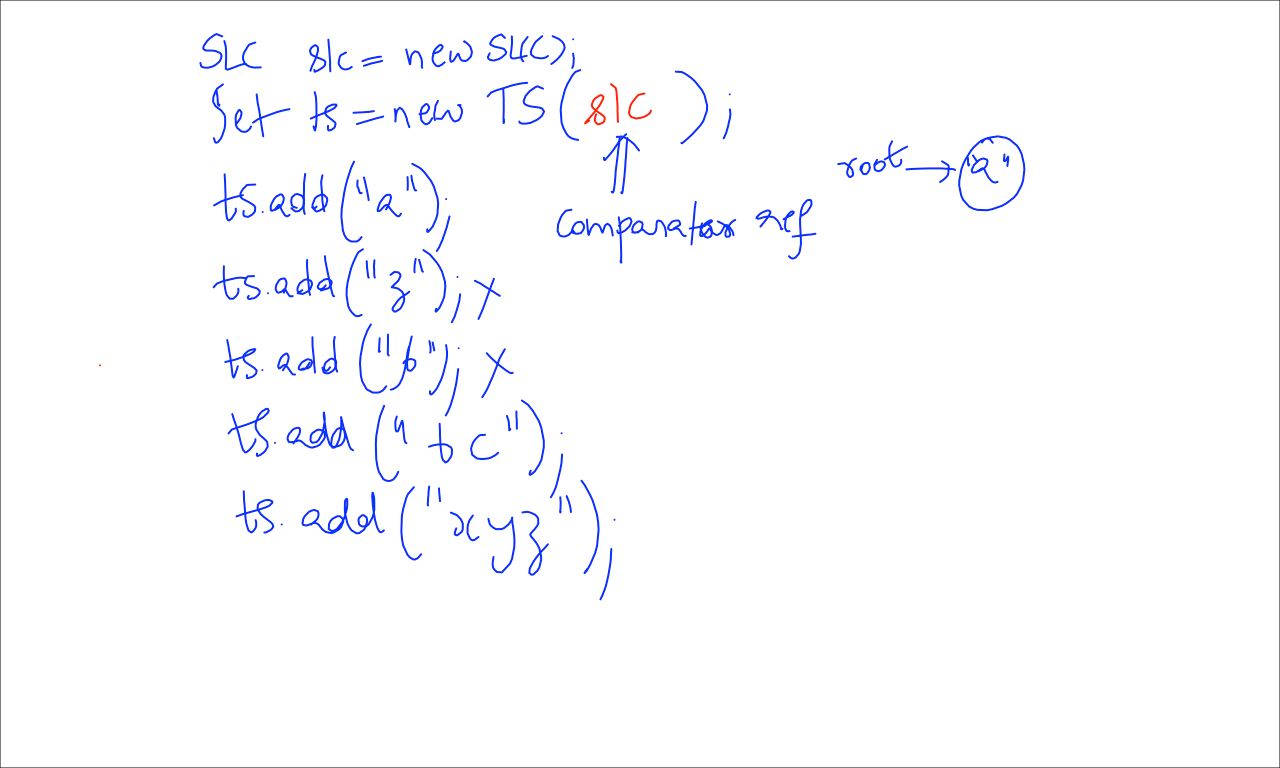 SLC slc = new SLC();
Set ts = new TS(slc);
root → "a"
ts.add("a");
comparator ref
ts.add("z"); x
ts.add("b"); x
ts.add("bc");
ts.add("xyz");